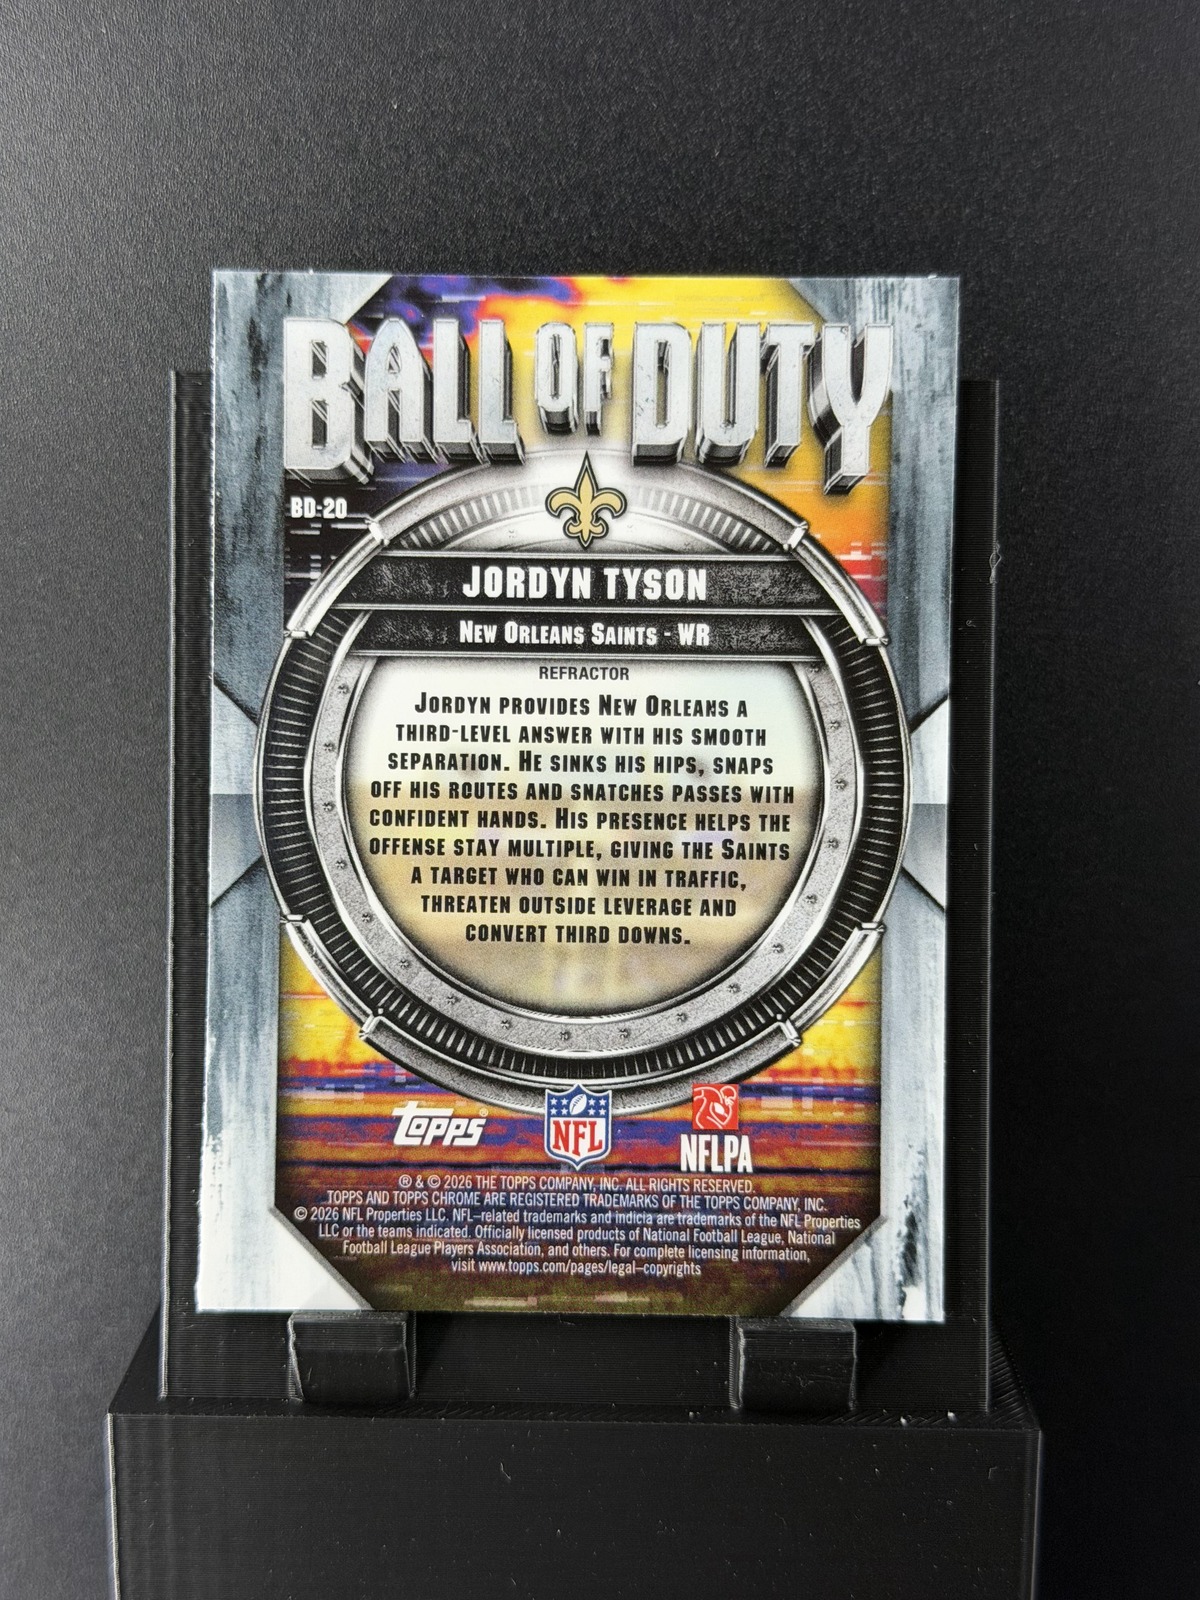 BALL OF DUTY
BD-20
JORDYN TYSON
NEW ORLEANS SAINTS - WR
REFRACTOR
JORDYN PROVIDES NEW ORLEANS A
THIRD-LEVEL ANSWER WITH HIS SMOOTH
SEPARATION. HE SINKS HIS HIPS, SNAPS
OFF HIS ROUTES AND SNATCHES PASSES WITH
CONFIDENT HANDS. HIS PRESENCE HELPS THE
OFFENSE STAY MULTIPLE, GIVING THE SAINTS
A TARGET WHO CAN WIN IN TRAFFIC,
THREATEN OUTSIDE LEVERAGE AND
CONVERT THIRD DOWNS.
topps® NFL NFLPA
® & © 2026 THE TOPPS COMPANY, INC. ALL RIGHTS RESERVED.
TOPPS AND TOPPS CHROME ARE REGISTERED TRADEMARKS OF THE TOPPS COMPANY, INC.
© 2026 NFL Properties LLC. NFL-related trademarks and indicia are trademarks of the NFL Properties
LLC or the teams indicated. Officially licensed products of National Football League, National
Football League Players Association, and others. For complete licensing information,
visit www.topps.com/pages/legal-copyrights